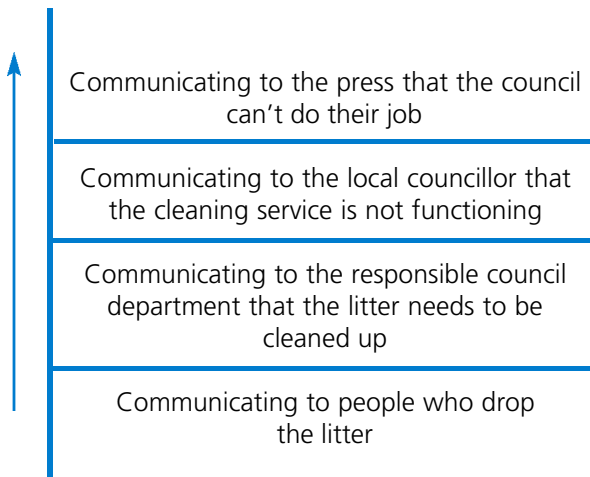 Communicating to the press that the council
can’t do their job
Communicating to the local councillor that
the cleaning service is not functioning
Communicating to the responsible council
department that the litter needs to be
cleaned up
Communicating to people who drop
the litter